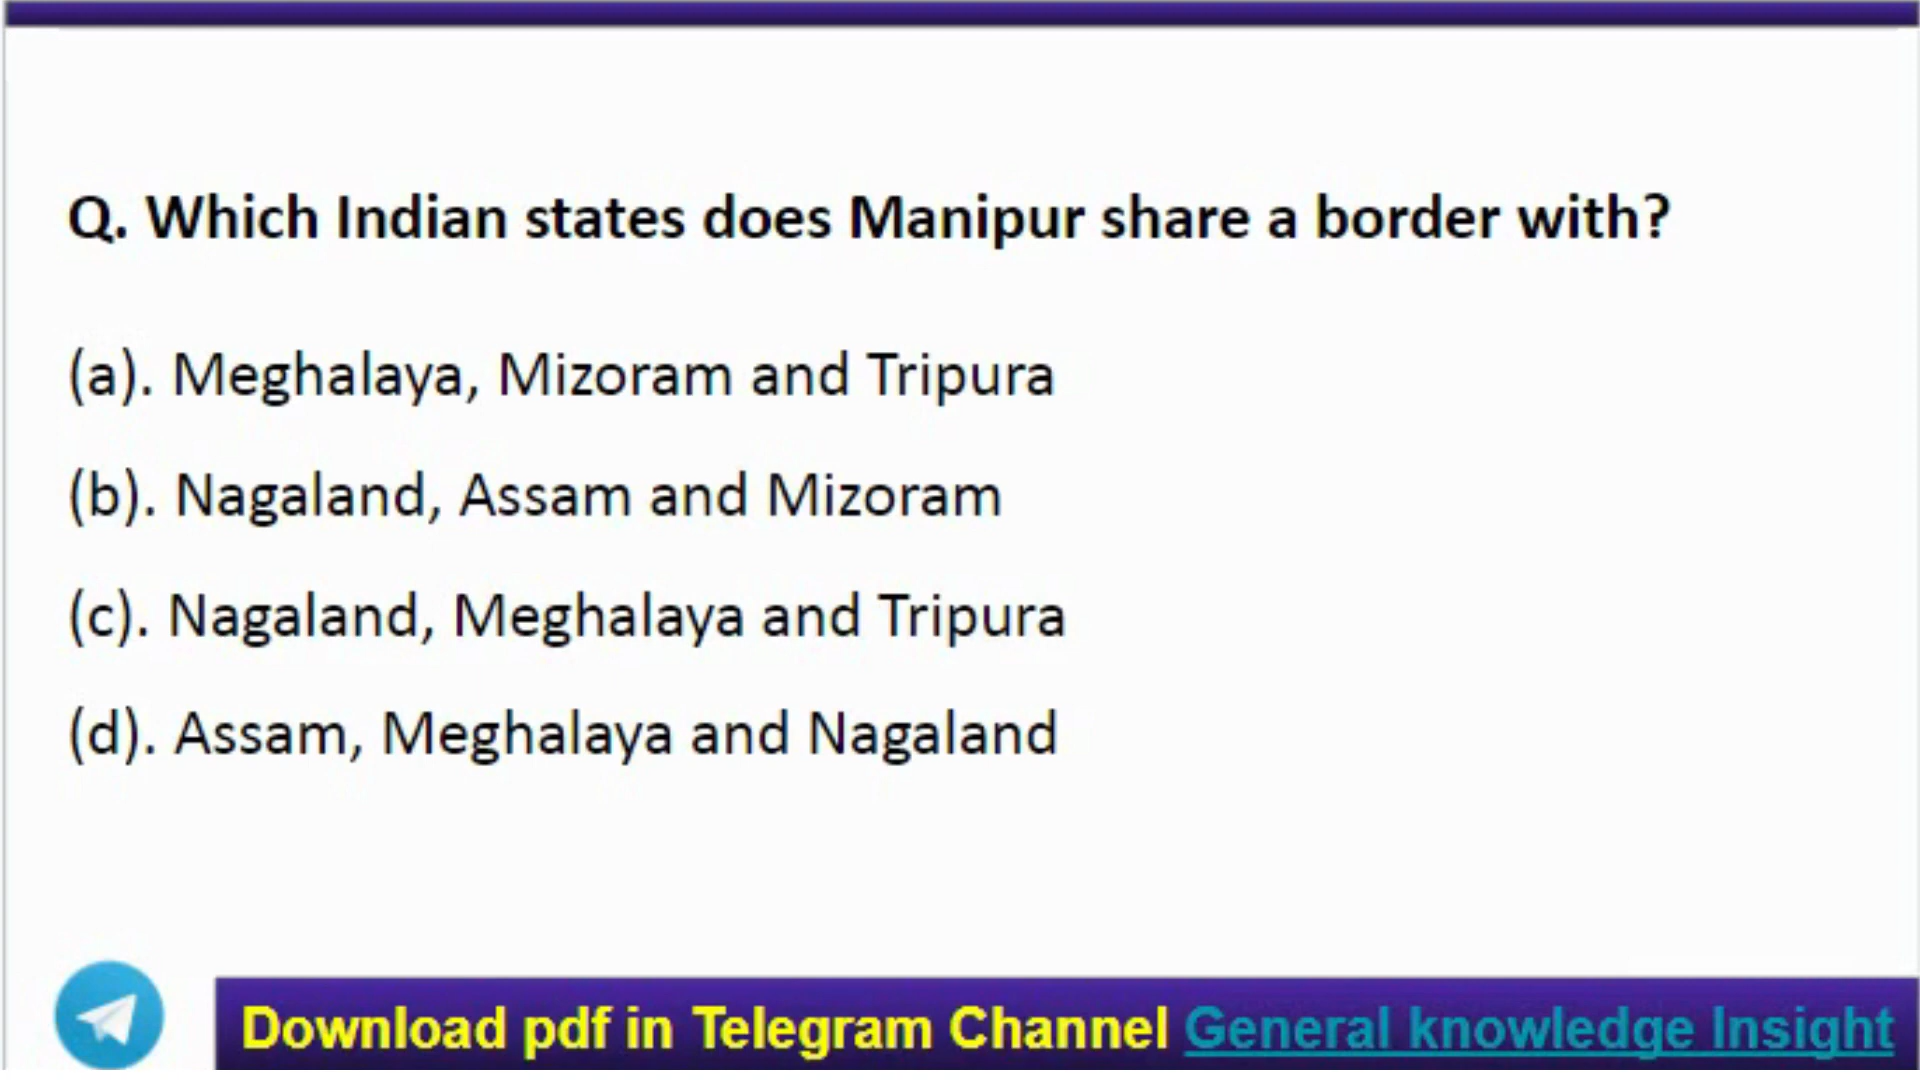 Q. Which Indian states does Manipur share a border with?
(a). Meghalaya, Mizoram and Tripura
(b). Nagaland, Assam and Mizoram
(c). Nagaland, Meghalaya and Tripura
(d). Assam, Meghalaya and Nagaland
Download pdf in Telegram Channel General knowledge Insight